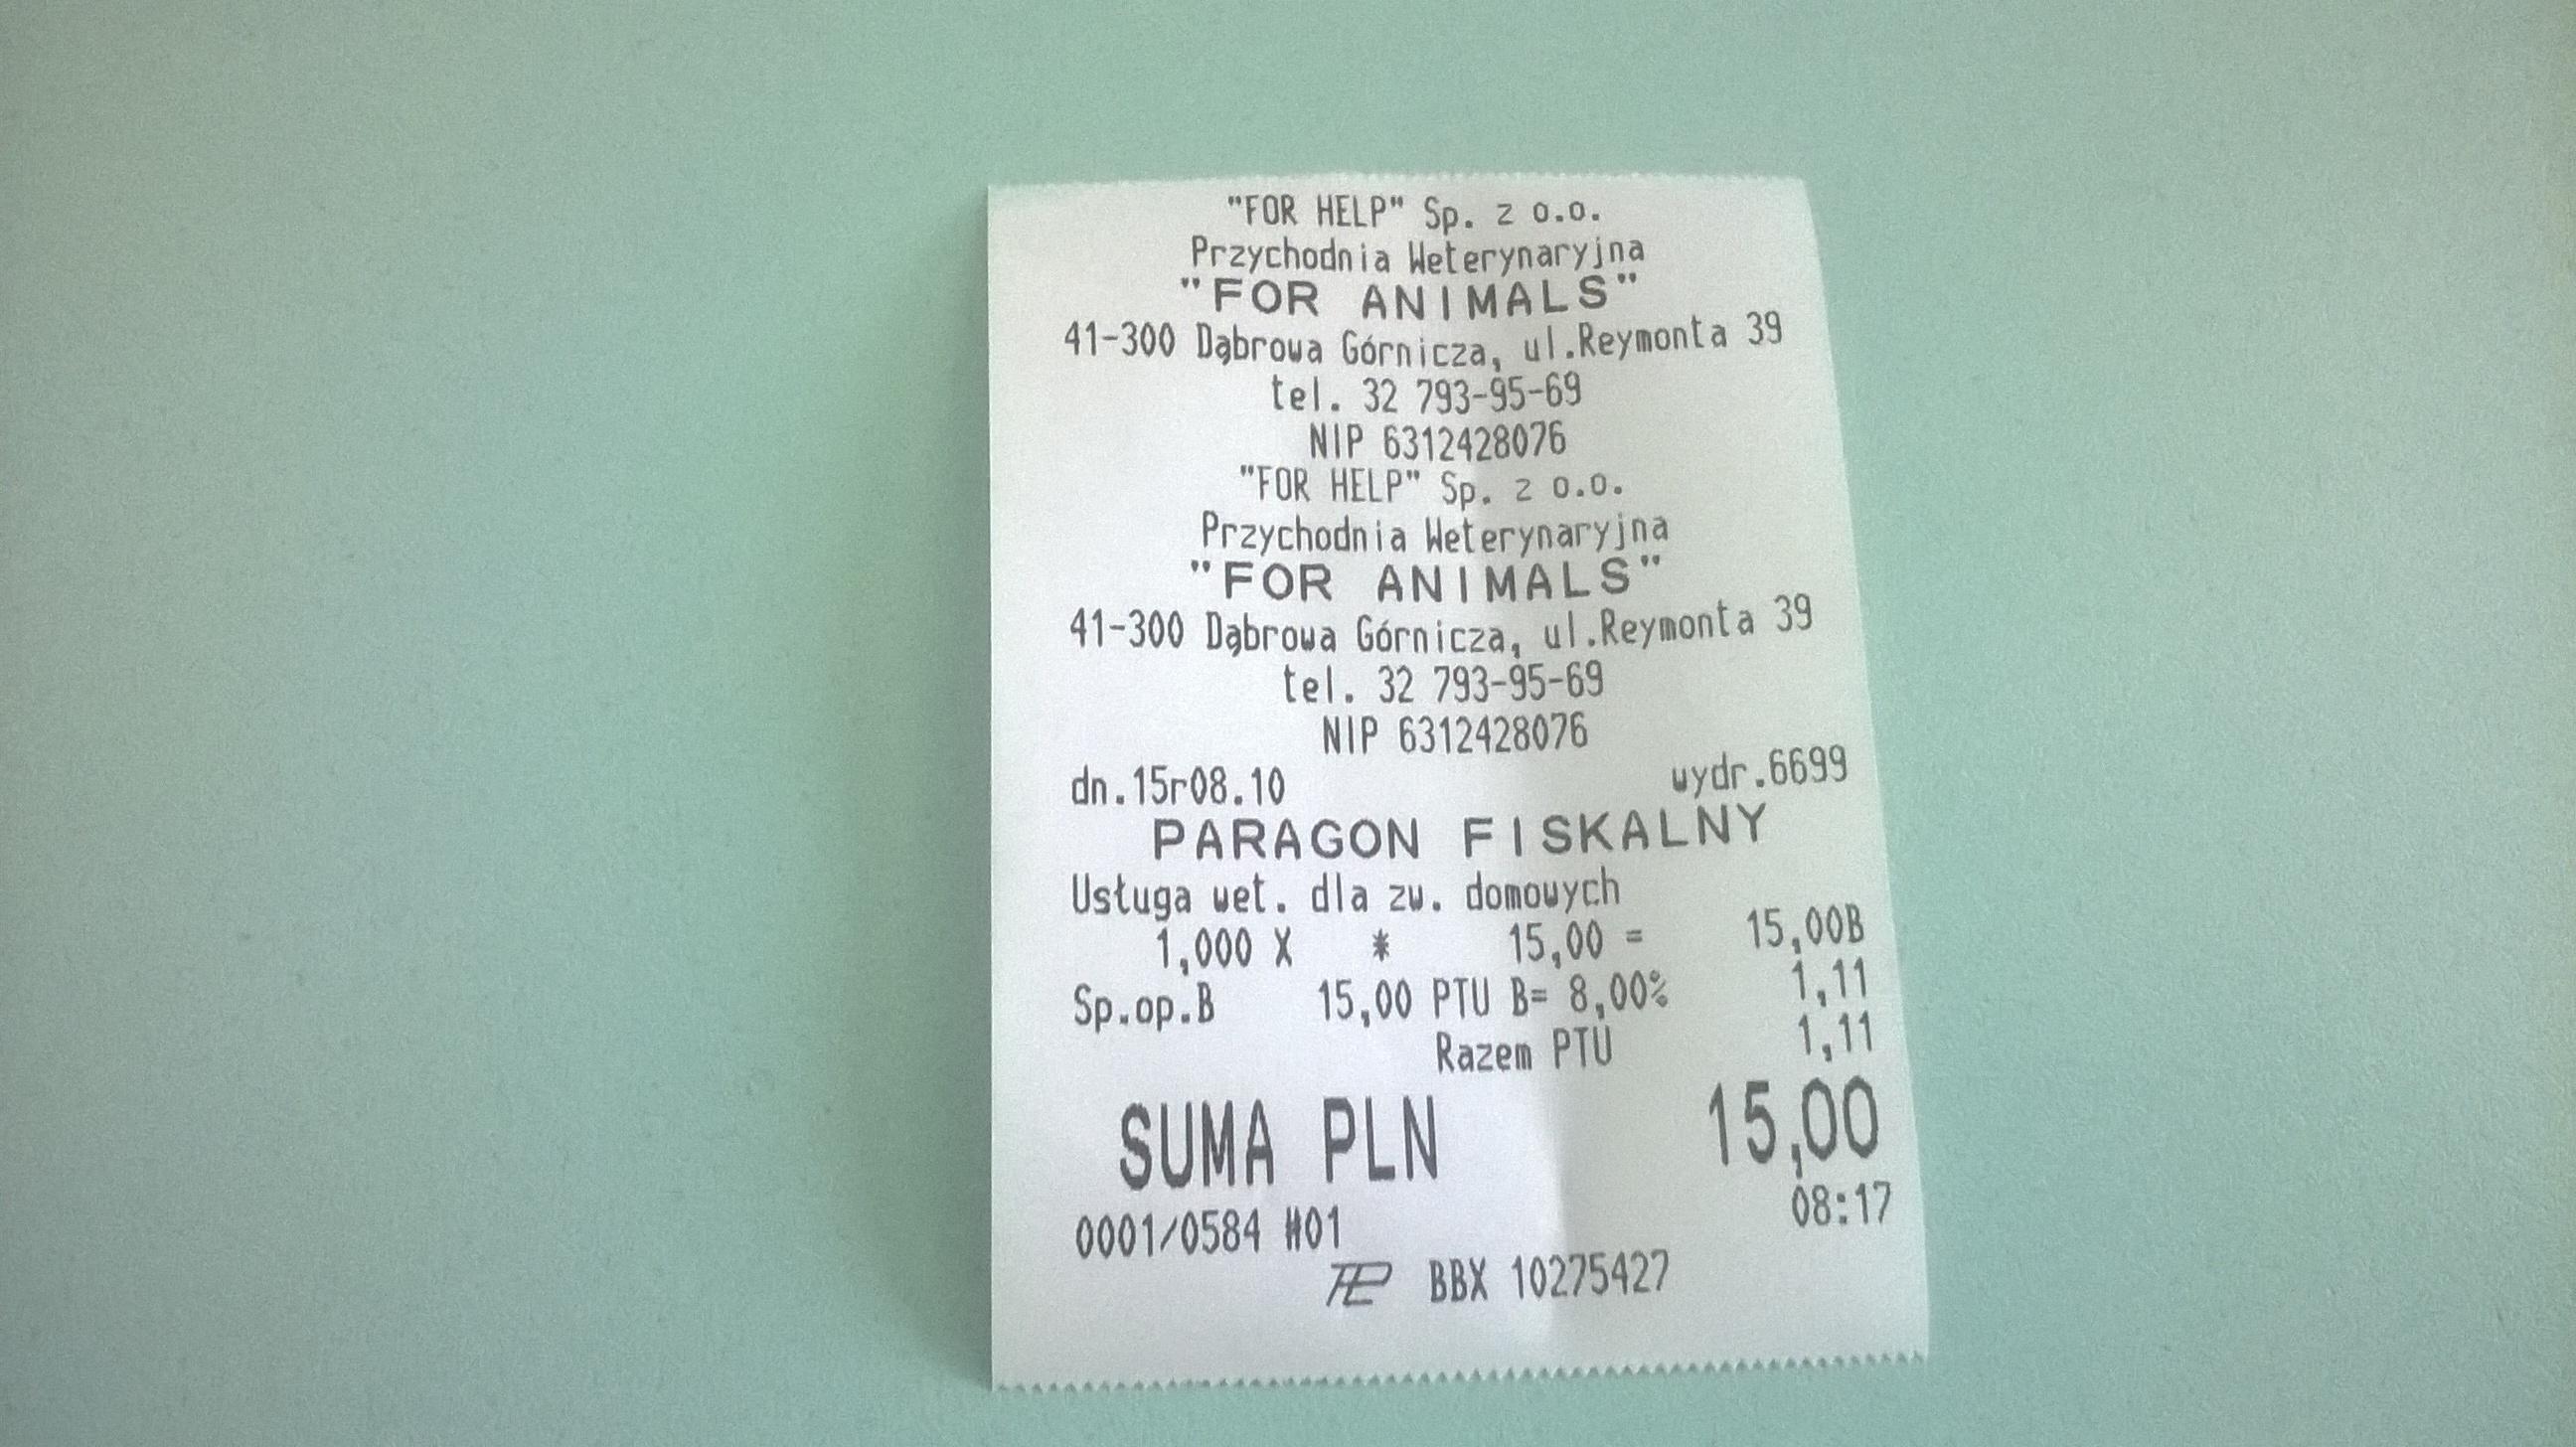 "FOR HELP" Sp. z o.o.
Przychodnia Weterynaryjna
"FOR ANIMALS"
41-300 Dąbrowa Górnicza, ul.Reymonta 39
tel. 32 793-95-69
NIP 6312428076
"FOR HELP" Sp. z o.o.
Przychodnia Weterynaryjna
"FOR ANIMALS"
41-300 Dąbrowa Górnicza, ul.Reymonta 39
tel. 32 793-95-69
NIP 6312428076
dn.15r08.10 wydr.6699
PARAGON FISKALNY
Usługa wet. dla zw. domowych
1,000 X * 15,00 = 15,00B
Sp.op.B 15,00 PTU B= 8,00% 1,11
Razem PTU 1,11
SUMA PLN 15,00
0001/0584 #01 08:17
BBX 10275427